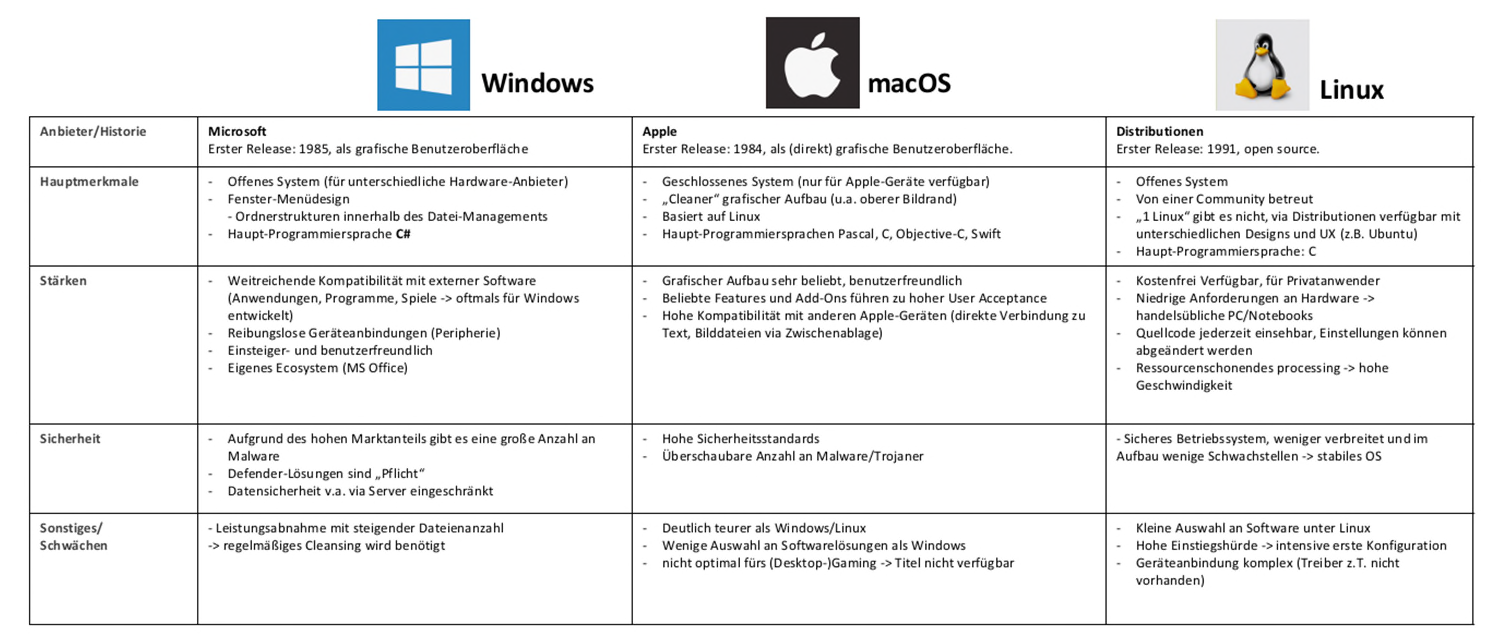 Windows
macOS
Linux
Anbieter/Historie
Microsoft
Erster Release: 1985, als grafische Benutzeroberfläche
Apple
Erster Release: 1984, als (direkt) grafische Benutzeroberfläche.
Distributionen
Erster Release: 1991, open source.
Hauptmerkmale
- Offenes System (für unterschiedliche Hardware-Anbieter)
- Fenster-Menüdesign
- Ordnerstrukturen innerhalb des Datei-Managements
- Haupt-Programmiersprache C#
- Geschlossenes System (nur für Apple-Geräte verfügbar)
- „Cleaner“ grafischer Aufbau (u.a. oberer Bildrand)
- Basiert auf Linux
- Haupt-Programmiersprachen Pascal, C, Objective-C, Swift
- Offenes System
- Von einer Community betreut
- „1 Linux“ gibt es nicht, via Distributionen verfügbar mit
unterschiedlichen Designs und UX (z.B. Ubuntu)
- Haupt-Programmiersprache: C
Stärken
- Weitreichende Kompatibilität mit externer Software
(Anwendungen, Programme, Spiele -> oftmals für Windows
entwickelt)
- Reibungslose Geräteanbindungen (Peripherie)
- Einsteiger- und benutzerfreundlich
- Eigenes Ecosystem (MS Office)
- Grafischer Aufbau sehr beliebt, benutzerfreundlich
- Beliebte Features und Add-Ons führen zu hoher User Acceptance
- Hohe Kompatibilität mit anderen Apple-Geräten (direkte Verbindung zu
Text, Bilddateien via Zwischenablage)
- Kostenfrei Verfügbar, für Privatanwender
- Niedrige Anforderungen an Hardware ->
handelsübliche PC/Notebooks
- Quellcode jederzeit einsehbar, Einstellungen können
abgeändert werden
- Ressourcenschonendes processing -> hohe
Geschwindigkeit
Sicherheit
- Aufgrund des hohen Marktanteils gibt es eine große Anzahl an
Malware
- Defender-Lösungen sind „Pflicht“
- Datensicherheit v.a. via Server eingeschränkt
- Hohe Sicherheitsstandards
- Überschaubare Anzahl an Malware/Trojaner
- Sicheres Betriebssystem, weniger verbreitet und im
Aufbau wenige Schwachstellen -> stabiles OS
Sonstiges/
Schwächen
- Leistungsabnahme mit steigender Dateienanzahl
-> regelmäßiges Cleansing wird benötigt
- Deutlich teurer als Windows/Linux
- Wenige Auswahl an Softwarelösungen als Windows
- nicht optimal fürs (Desktop-)Gaming -> Titel nicht verfügbar
- Kleine Auswahl an Software unter Linux
- Hohe Einstiegshürde -> intensive erste Konfiguration
- Geräteanbindung komplex (Treiber z.T. nicht
vorhanden)